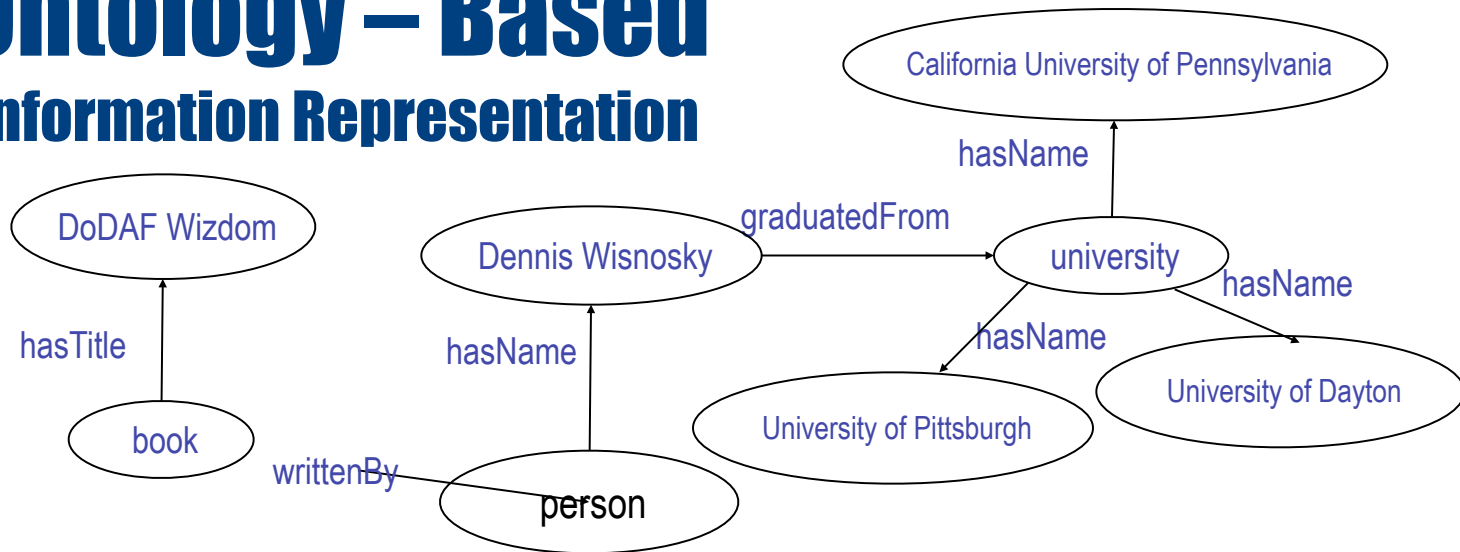 Ontology – Based
Information Representation
California University of Pennsylvania
hasName
DoDAF Wizdom
Dennis Wisnosky
graduatedFrom
university
hasName
hasTitle
hasName
hasName
University of Dayton
book
University of Pittsburgh
writtenBy
person